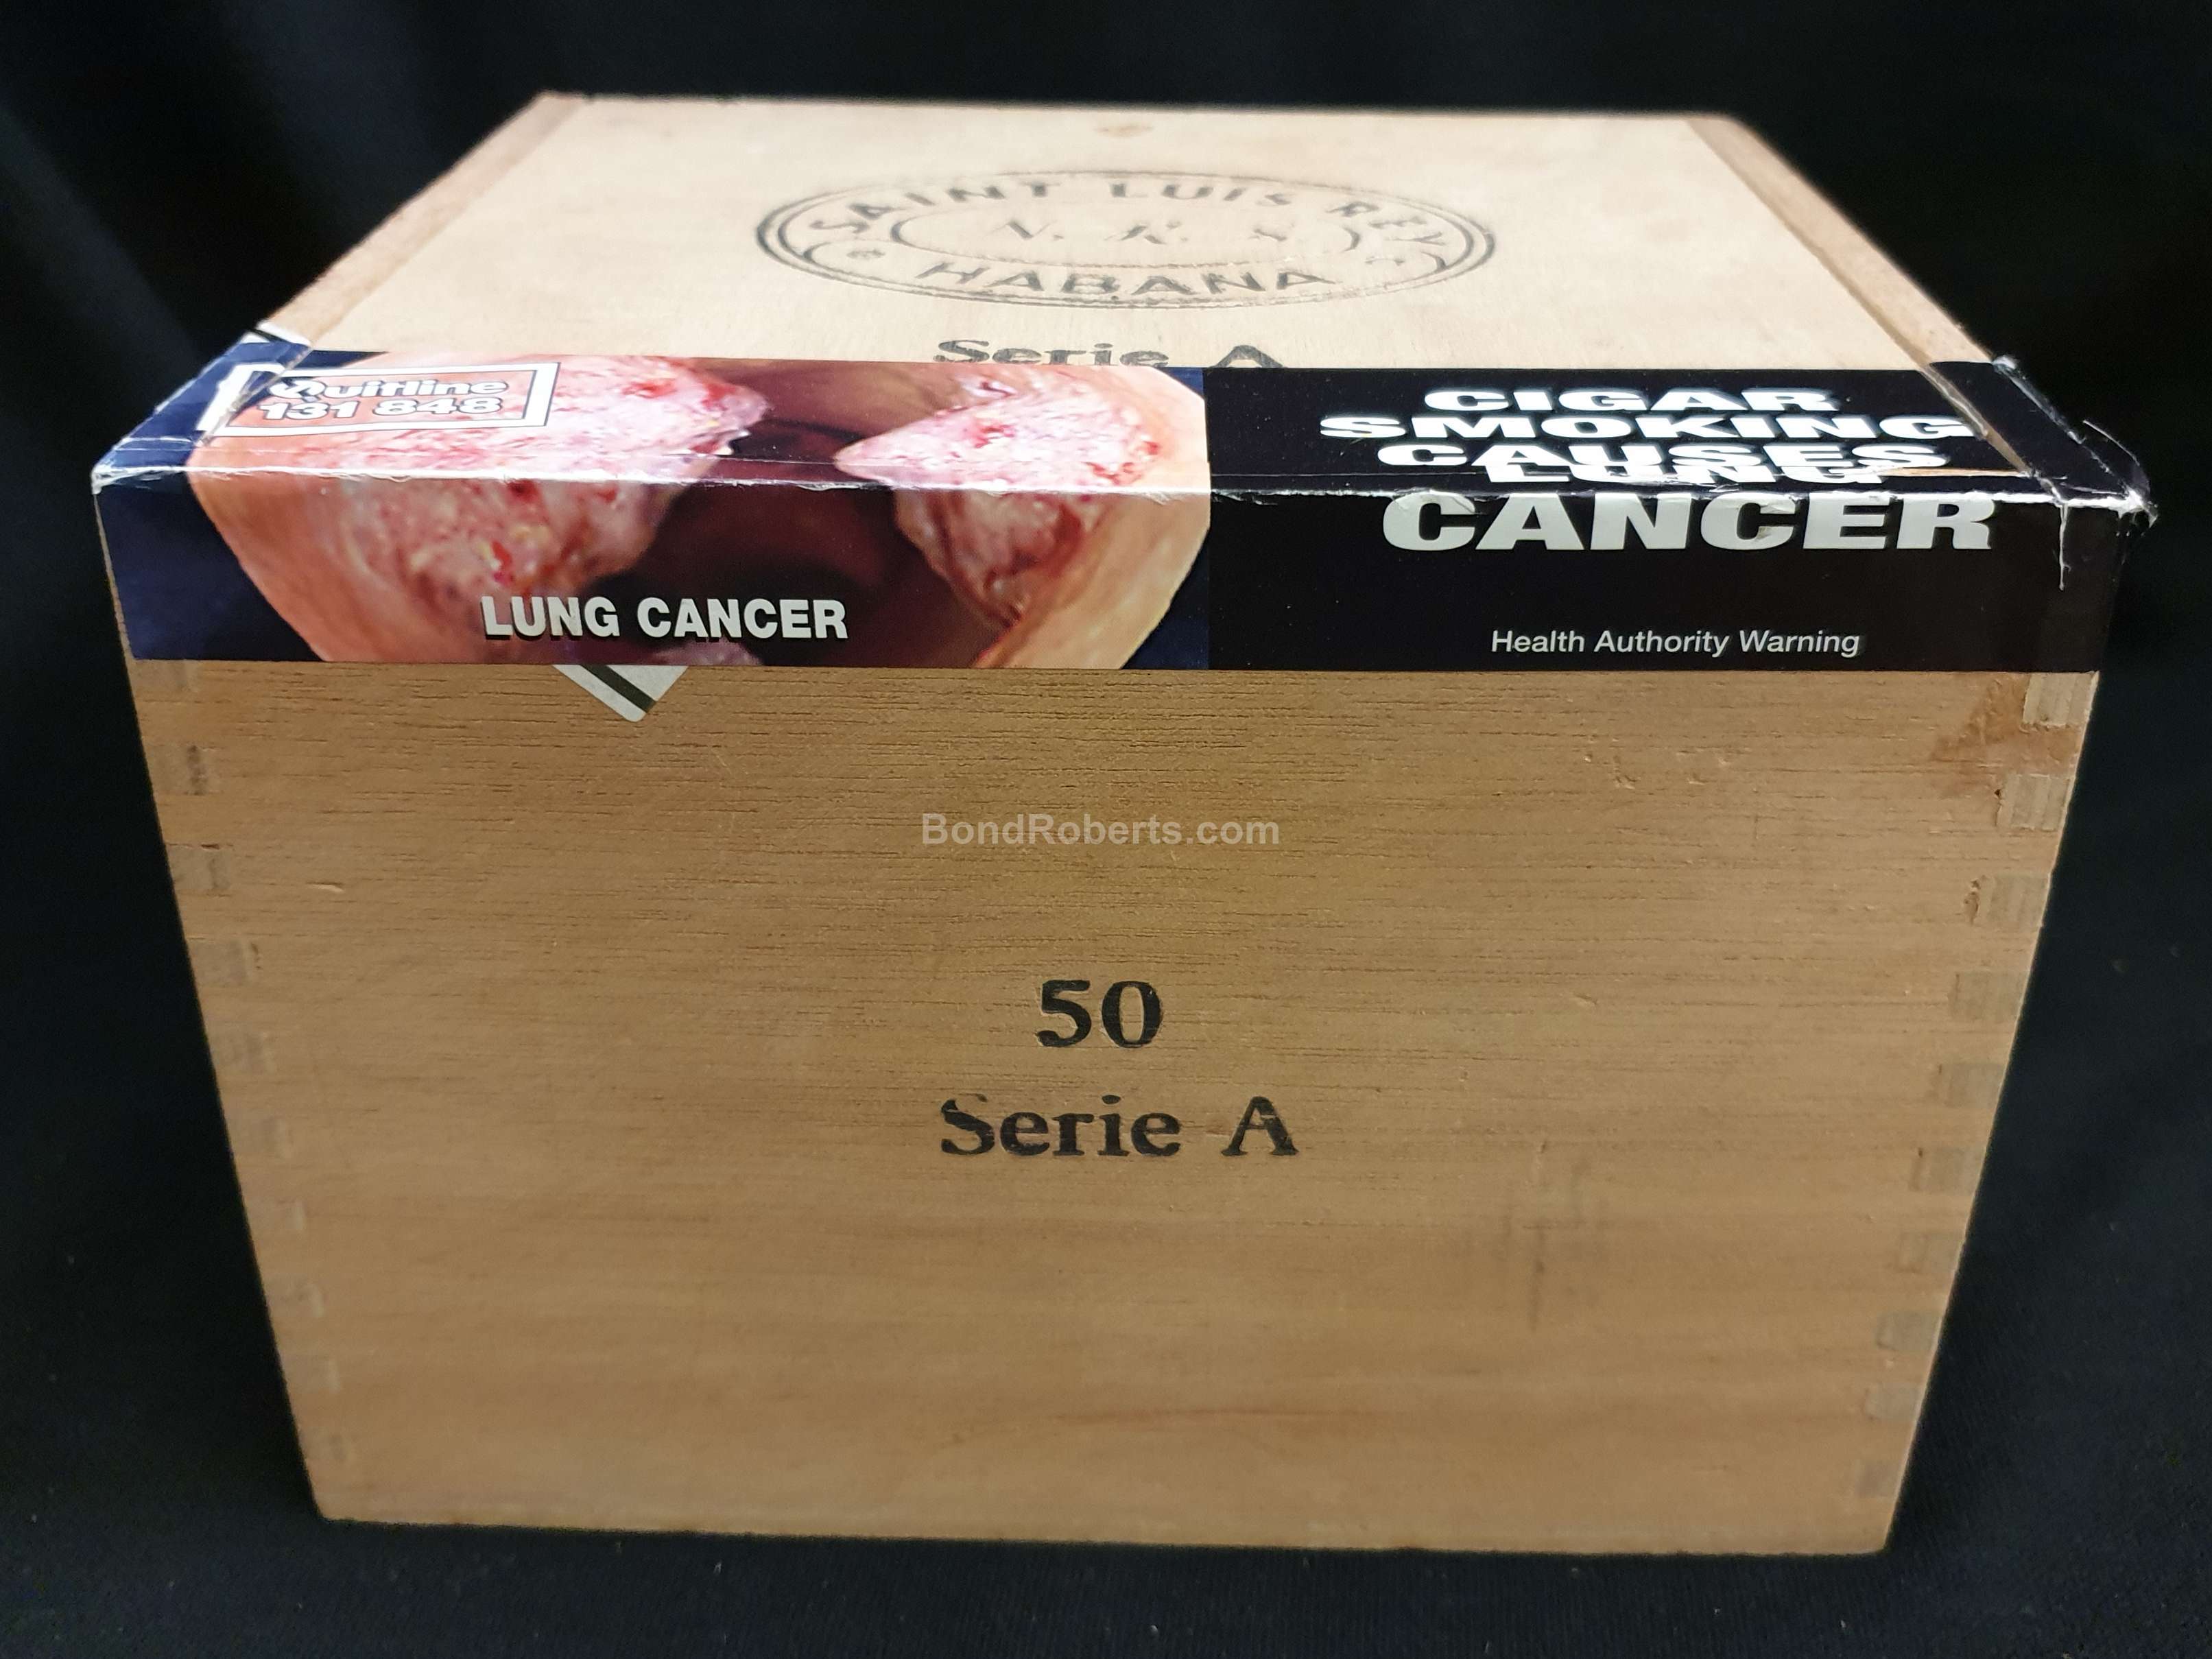 SAINT LUIS REY
N. R. S.
HABANA
Serie A
Quitline
131 848
LUNG CANCER
CIGAR
SMOKING
CAUSES
LUNG
CANCER
Health Authority Warning
BondRoberts.com
50
Serie A